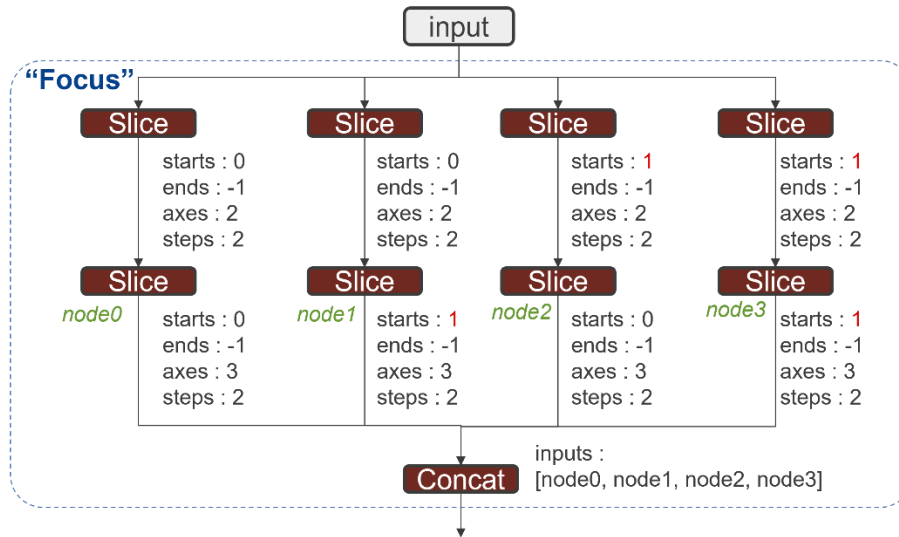 input
“Focus”
Slice
Slice
Slice
Slice
starts : 0
ends : -1
axes : 2
steps : 2
starts : 0
ends : -1
axes : 2
steps : 2
starts : 1
ends : -1
axes : 2
steps : 2
starts : 1
ends : -1
axes : 2
steps : 2
Slice
Slice
Slice
Slice
node0
node1
node2
node3
starts : 0
ends : -1
axes : 3
steps : 2
starts : 1
ends : -1
axes : 3
steps : 2
starts : 0
ends : -1
axes : 3
steps : 2
starts : 1
ends : -1
axes : 3
steps : 2
Concat
inputs :
[node0, node1, node2, node3]